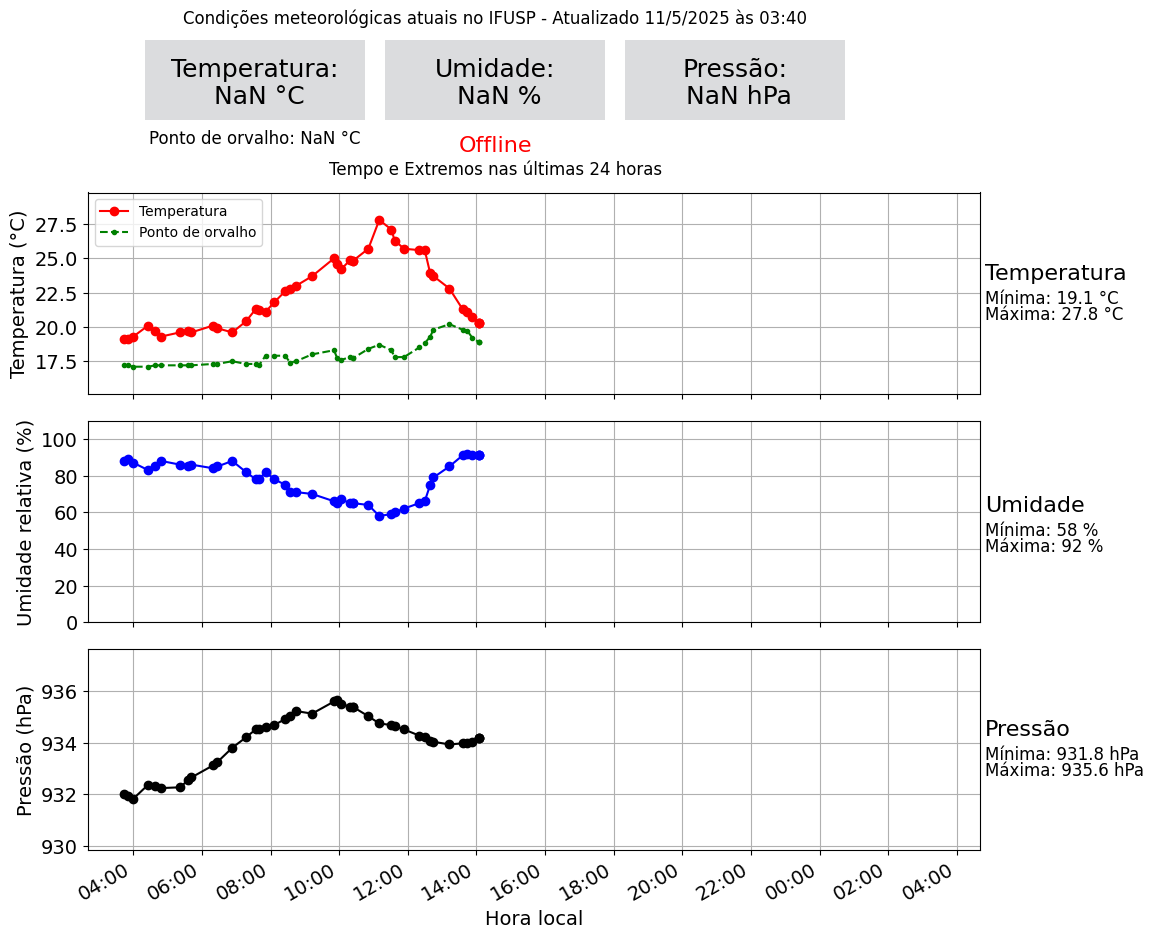 Condições meteorológicas atuais no IFUSP - Atualizado 11/5/2025 às 03:40
Temperatura:
NaN °C
Umidade:
NaN %
Pressão:
NaN hPa
Ponto de orvalho: NaN °C
Offline
Tempo e Extremos nas últimas 24 horas
Temperatura (°C)
27.5
25.0
22.5
20.0
17.5
Temperatura
Ponto de orvalho
Temperatura
Mínima: 19.1 °C
Máxima: 27.8 °C
Umidade relativa (%)
100
80
60
40
20
0
Umidade
Mínima: 58 %
Máxima: 92 %
Pressão (hPa)
936
934
932
930
Pressão
Mínima: 931.8 hPa
Máxima: 935.6 hPa
04:00 06:00 08:00 10:00 12:00 14:00 16:00 18:00 20:00 22:00 00:00 02:00 04:00
Hora local